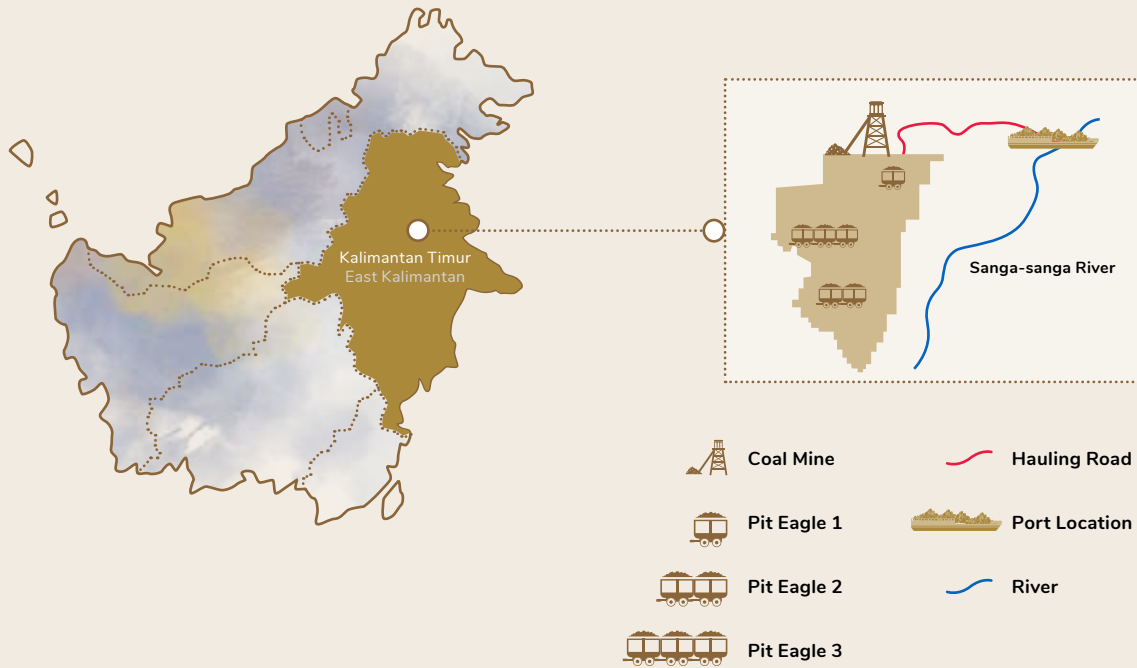 Kalimantan Timur
East Kalimantan
Sanga-sanga River
Coal Mine
Hauling Road
Pit Eagle 1
Port Location
Pit Eagle 2
River
Pit Eagle 3